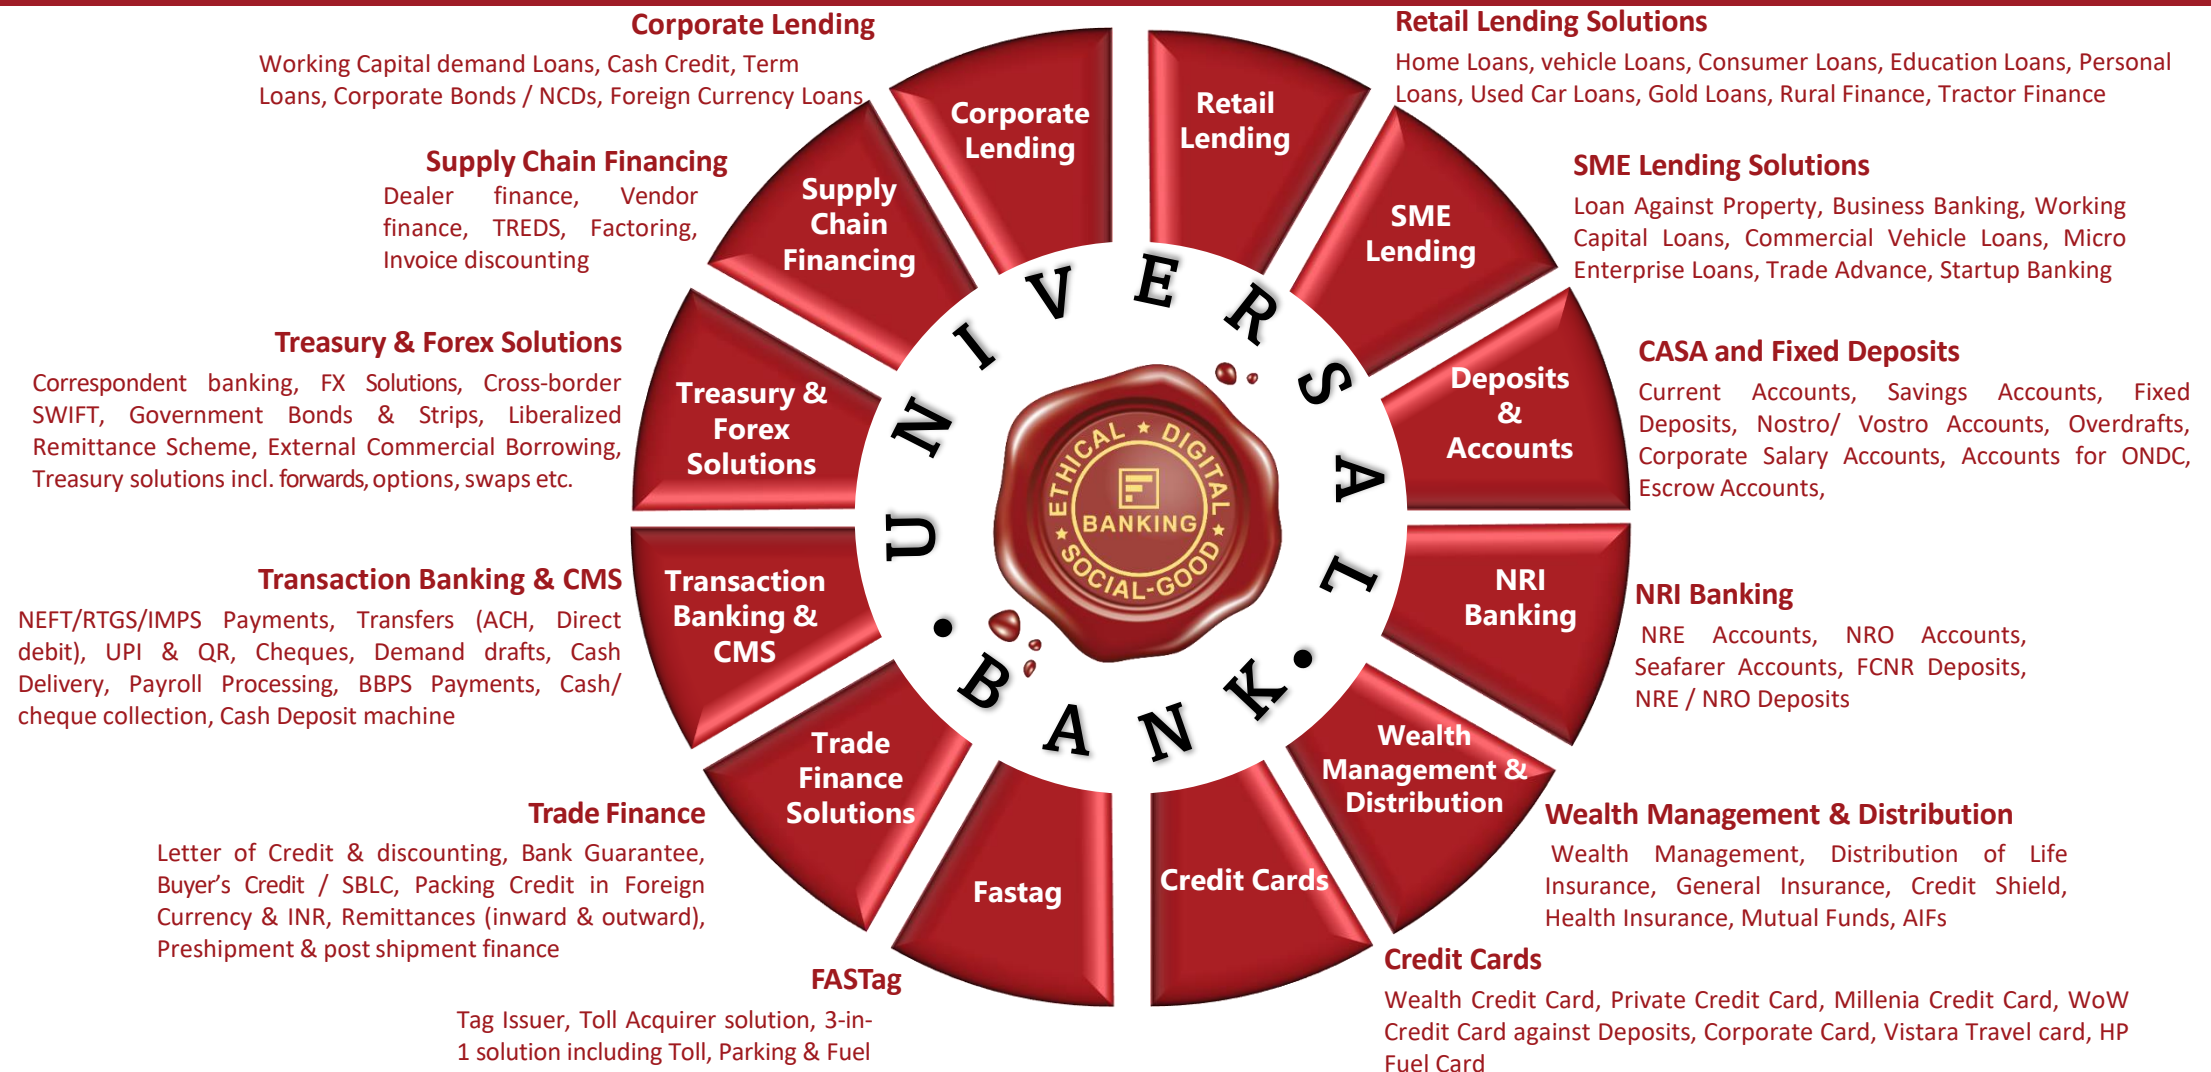 Corporate Lending
Working Capital demand Loans, Cash Credit, Term
Loans, Corporate Bonds / NCDs, Foreign Currency Loans
Supply Chain Financing
Dealer finance, Vendor
finance, TREDS, Factoring,
Invoice discounting
Treasury & Forex Solutions
Correspondent banking, FX Solutions, Cross-border
SWIFT, Government Bonds & Strips, Liberalized
Remittance Scheme, External Commercial Borrowing,
Treasury solutions incl. forwards, options, swaps etc.
Transaction Banking & CMS
NEFT/RTGS/IMPS Payments, Transfers (ACH, Direct
debit), UPI & QR, Cheques, Demand drafts, Cash
Delivery, Payroll Processing, BBPS Payments, Cash/
cheque collection, Cash Deposit machine
Trade Finance
Letter of Credit & discounting, Bank Guarantee,
Buyer's Credit / SBLC, Packing Credit in Foreign
Currency & INR, Remittances (inward & outward),
Preshipment & post shipment finance
FASTag
Tag Issuer, Toll Acquirer solution, 3-in-
1 solution including Toll, Parking & Fuel
Corporate
Lending
Retail
Lending
Supply
Chain
Financing
SME
Lending
Treasury &
Forex
Solutions
Deposits
&
Accounts
Transaction
Banking &
CMS
NRI
Banking
Trade
Finance
Solutions
Wealth
Management &
Distribution
Fastag
Credit Cards
UNIVERSAL
• BANK •
ETHICAL ★ DIGITAL
BANKING
★ SOCIAL-GOOD ★
Retail Lending Solutions
Home Loans, vehicle Loans, Consumer Loans, Education Loans, Personal
Loans, Used Car Loans, Gold Loans, Rural Finance, Tractor Finance
SME Lending Solutions
Loan Against Property, Business Banking, Working
Capital Loans, Commercial Vehicle Loans, Micro
Enterprise Loans, Trade Advance, Startup Banking
CASA and Fixed Deposits
Current Accounts, Savings Accounts, Fixed
Deposits, Nostro/ Vostro Accounts, Overdrafts,
Corporate Salary Accounts, Accounts for ONDC,
Escrow Accounts,
NRI Banking
NRE Accounts, NRO Accounts,
Seafarer Accounts, FCNR Deposits,
NRE / NRO Deposits
Wealth Management & Distribution
Wealth Management, Distribution of Life
Insurance, General Insurance, Credit Shield,
Health Insurance, Mutual Funds, AIFs
Credit Cards
Wealth Credit Card, Private Credit Card, Millenia Credit Card, WoW
Credit Card against Deposits, Corporate Card, Vistara Travel card, HP
Fuel Card